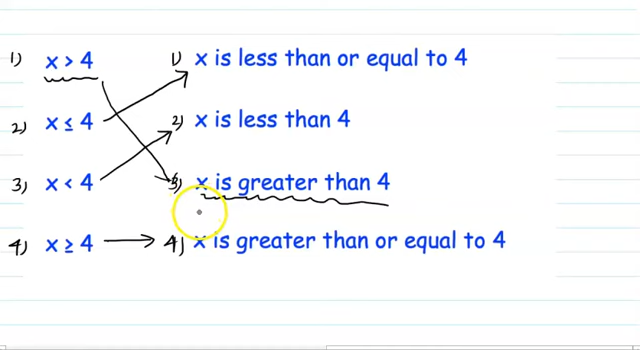 1) x > 4 1) x is less than or equal to 4
2) x ≤ 4 2) x is less than 4
3) x < 4 3) x is greater than 4
4) x ≥ 4 4) x is greater than or equal to 4